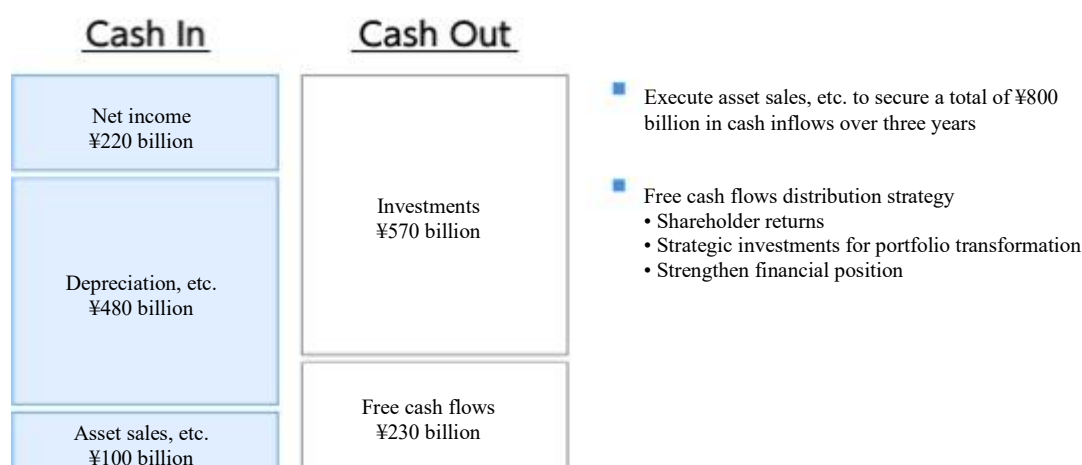 Cash In
Cash Out
Net income
¥220 billion
Depreciation, etc.
¥480 billion
Asset sales, etc.
¥100 billion
Investments
¥570 billion
Free cash flows
¥230 billion
Execute asset sales, etc. to secure a total of ¥800
billion in cash inflows over three years
Free cash flows distribution strategy
• Shareholder returns
• Strategic investments for portfolio transformation
• Strengthen financial position